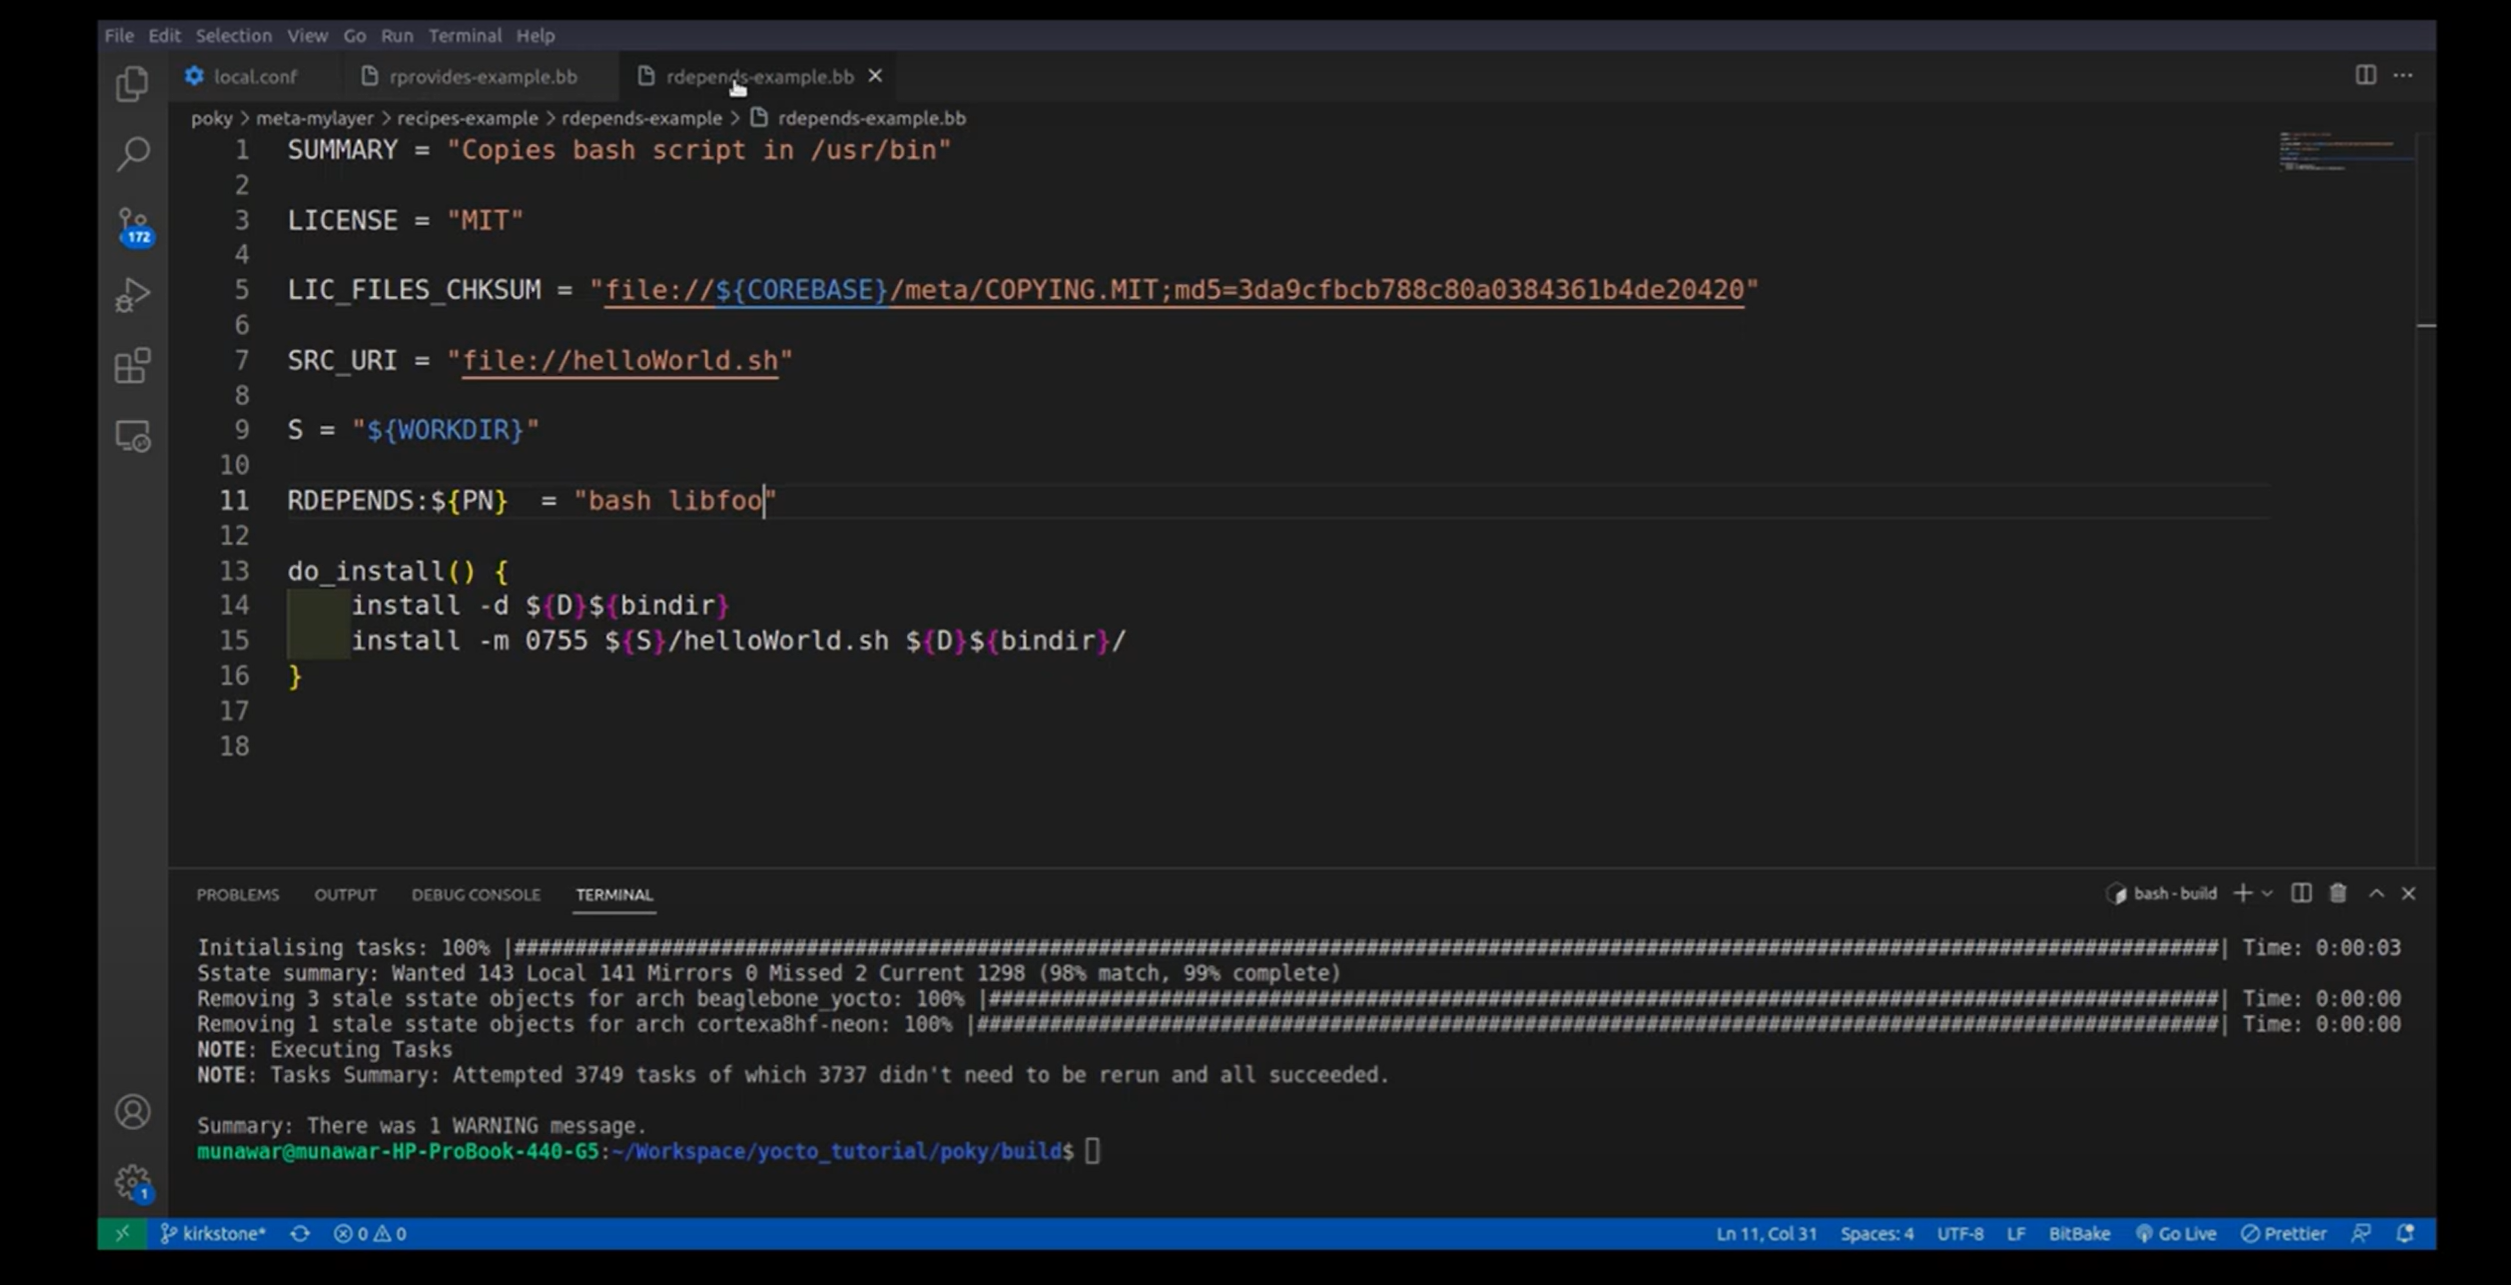 File Edit Selection View Go Run Terminal Help
local.conf rprovides-example.bb rdepends-example.bb
poky > meta-mylayer > recipes-example > rdepends-example > rdepends-example.bb
1 SUMMARY = "Copies bash script in /usr/bin"
2
3 LICENSE = "MIT"
4
5 LIC_FILES_CHKSUM = "file://${COREBASE}/meta/COPYING.MIT;md5=3da9cfbcb788c80a0384361b4de20420"
6
7 SRC_URI = "file://helloWorld.sh"
8
9 S = "${WORKDIR}"
10
11 RDEPENDS:${PN}  = "bash libfoo"
12
13 do_install() {
14     install -d ${D}${bindir}
15     install -m 0755 ${S}/helloWorld.sh ${D}${bindir}/
16 }
17
18
172
PROBLEMS OUTPUT DEBUG CONSOLE TERMINAL bash - build
Initialising tasks: 100% |##############################################################################################################################################| Time: 0:00:03
Sstate summary: Wanted 143 Local 141 Mirrors 0 Missed 2 Current 1298 (98% match, 99% complete)
Removing 3 stale sstate objects for arch beaglebone_yocto: 100% |#######################################################################################################| Time: 0:00:00
Removing 1 stale sstate objects for arch cortexa8hf-neon: 100% |########################################################################################################| Time: 0:00:00
NOTE: Executing Tasks
NOTE: Tasks Summary: Attempted 3749 tasks of which 3737 didn't need to be rerun and all succeeded.
Summary: There was 1 WARNING message.
munawar@munawar-HP-ProBook-440-G5:~/Workspace/yocto_tutorial/poky/build$
1
kirkstone* 0 0 Ln 11, Col 31 Spaces: 4 UTF-8 LF BitBake Go Live Prettier